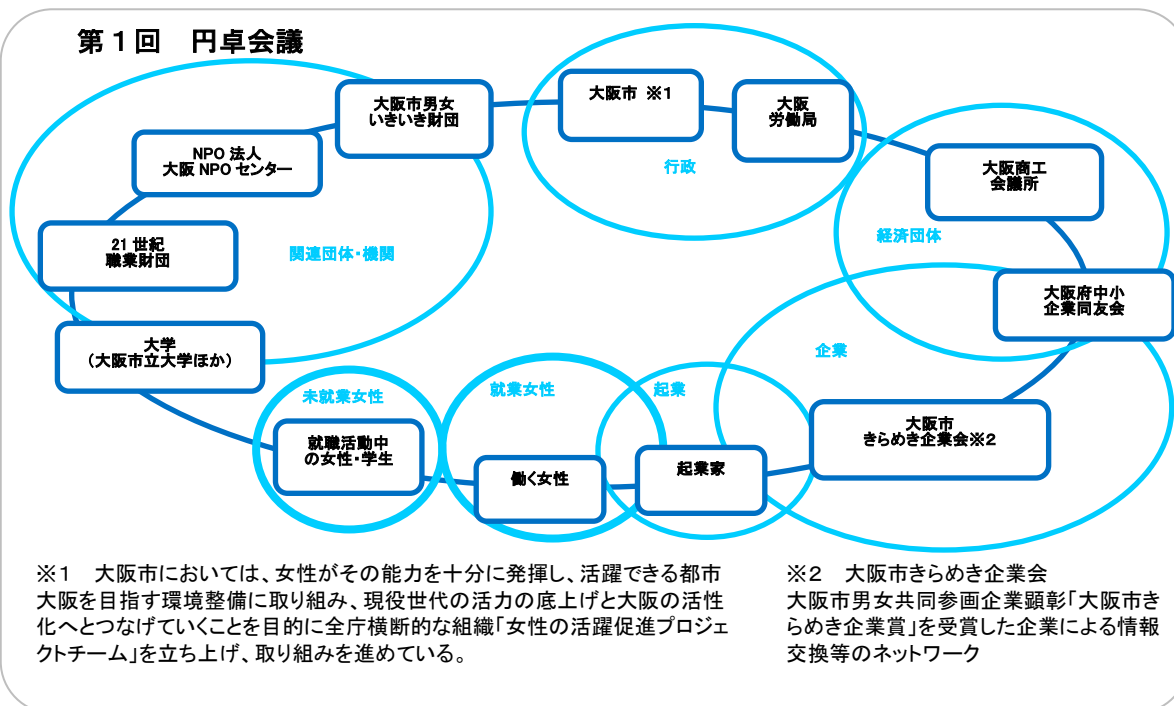 第1回　円卓会議
大阪市男女
いきいき財団
大阪市 ※1
大阪
労働局
行政
NPO 法人
大阪 NPO センター
大阪商工
会議所
経済団体
21 世紀
職業財団
関連団体・機関
大阪府中小
企業同友会
大学
（大阪市立大学ほか）
企業
未就業女性
就業女性
起業
就職活動中
の女性・学生
働く女性
起業家
大阪市
きらめき企業会※2
※1　大阪市においては、女性がその能力を十分に発揮し、活躍できる都市
大阪を目指す環境整備に取り組み、現役世代の活力の底上げと大阪の活性
化へとつなげていくことを目的に全庁横断的な組織「女性の活躍促進プロジェ
クトチーム」を立ち上げ、取り組みを進めている。
※2　大阪市きらめき企業会
大阪市男女共同参画企業顕彰「大阪市き
らめき企業賞」を受賞した企業による情報
交換等のネットワーク